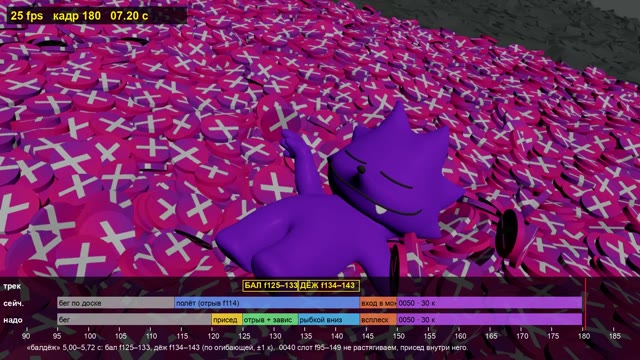 25 fps кадр 180 07.20 с
трек БАЛ f125–133 ДЁЖ f134–143
сейч. бег по доске полёт (отрыв f114) вход в мон 0050 · 30 к
надо бег присед отрыв + завис рыбкой вниз всплеск 0050 · 30 к
90 95 100 105 110 115 120 125 130 135 140 145 150 155 160 165 170 175 180 185
«балдёж» 5,00–5,72 с: бал f125–133, дёж f134–143 (по огибающей, ±1 к). 0040 слот f95–149 не растягиваем, присед внутри него.